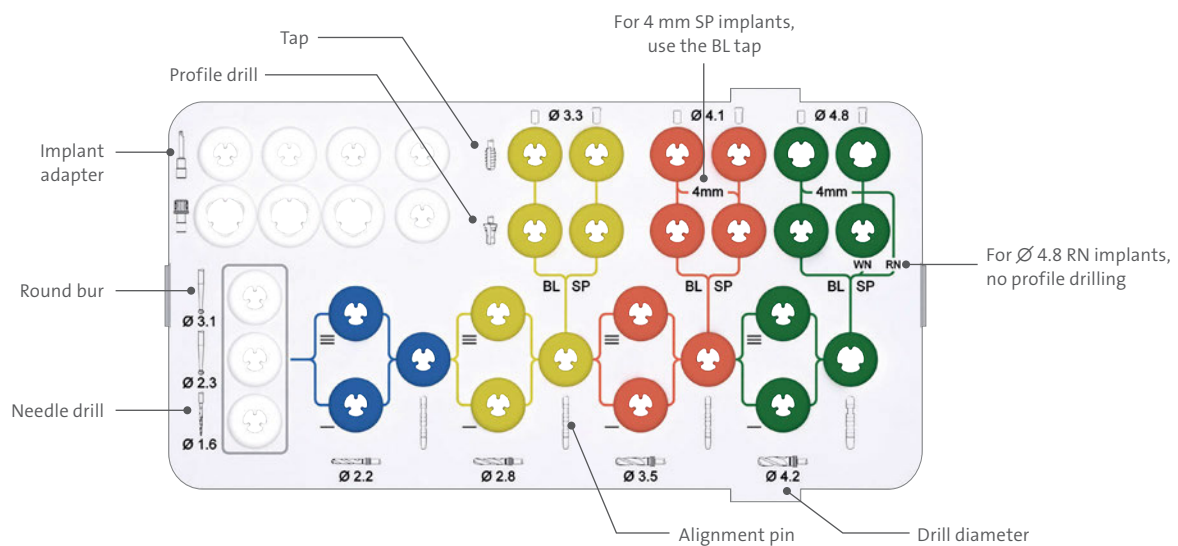 For 4 mm SP implants,
use the BL tap
Tap
Profile drill
Ø 3.3
Ø 4.1
Ø 4.8
Implant
adapter
4mm
4mm
WN
RN
For Ø 4.8 RN implants,
no profile drilling
BL
SP
BL
SP
BL
SP
Round bur
Ø 3.1
Ø 2.3
Needle drill
Ø 1.6
Ø 2.2
Ø 2.8
Ø 3.5
Ø 4.2
Alignment pin
Drill diameter